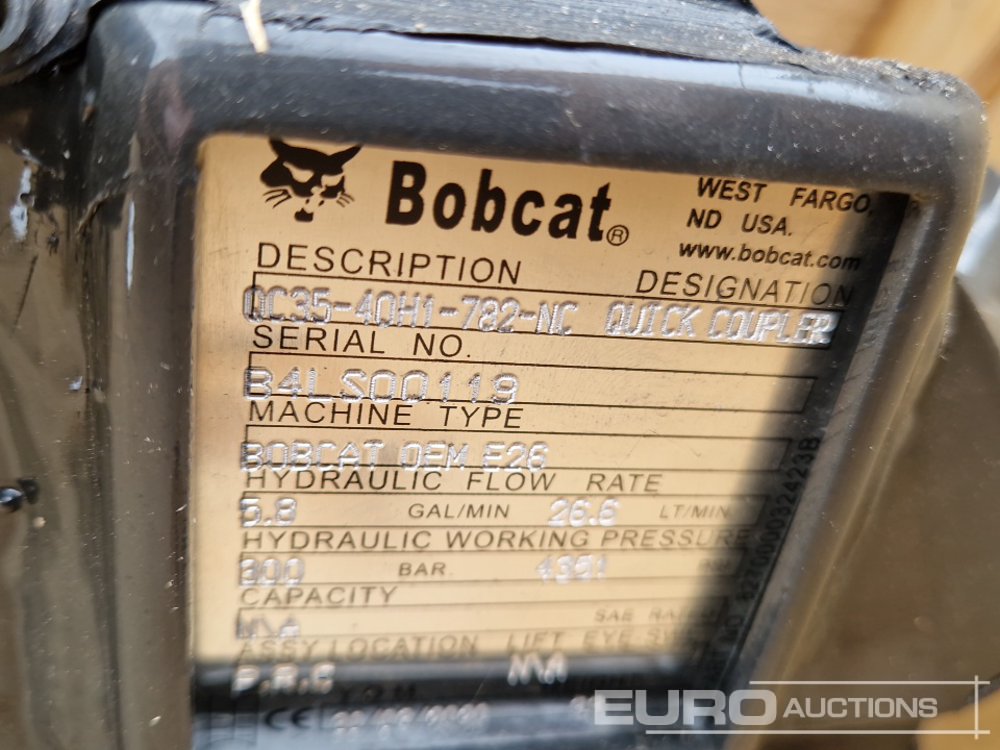 Bobcat®
WEST FARGO,
ND USA.
www.bobcat.com
DESCRIPTION DESIGNATION
QC35-40H1-782-NC QUICK COUPLER
SERIAL NO.
B4LS00119
MACHINE TYPE
BOBCAT OEM E26
HYDRAULIC FLOW RATE
5.8 GAL/MIN 26.6 LT/MIN
HYDRAULIC WORKING PRESSURE
300 BAR. 4351
CAPACITY
N\A SAE RATED
ASSY LOCATION LIFT EYE
P.R.C N\A
CE
EURO AUCTIONS